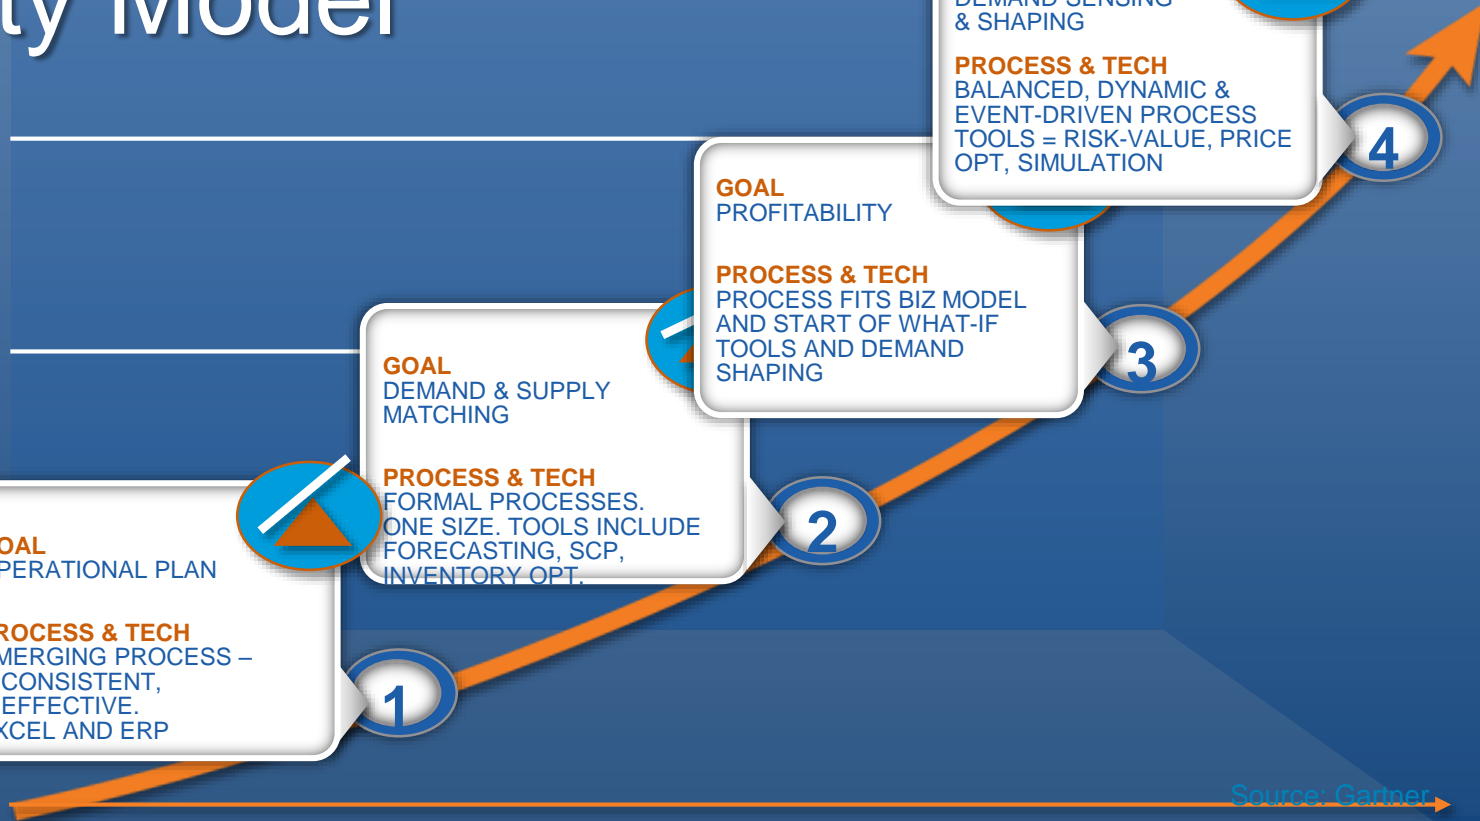 ty Model
DEMAND SENSING
& SHAPING
PROCESS & TECH
BALANCED, DYNAMIC &
EVENT-DRIVEN PROCESS
TOOLS = RISK-VALUE, PRICE
OPT, SIMULATION
4
GOAL
PROFITABILITY
PROCESS & TECH
PROCESS FITS BIZ MODEL
AND START OF WHAT-IF
TOOLS AND DEMAND
SHAPING
3
GOAL
DEMAND & SUPPLY
MATCHING
PROCESS & TECH
FORMAL PROCESSES.
ONE SIZE. TOOLS INCLUDE
FORECASTING, SCP,
INVENTORY OPT.
2
OAL
PERATIONAL PLAN
ROCESS & TECH
MERGING PROCESS –
CONSISTENT,
EFFECTIVE.
XCEL AND ERP
1
Source: Gartner